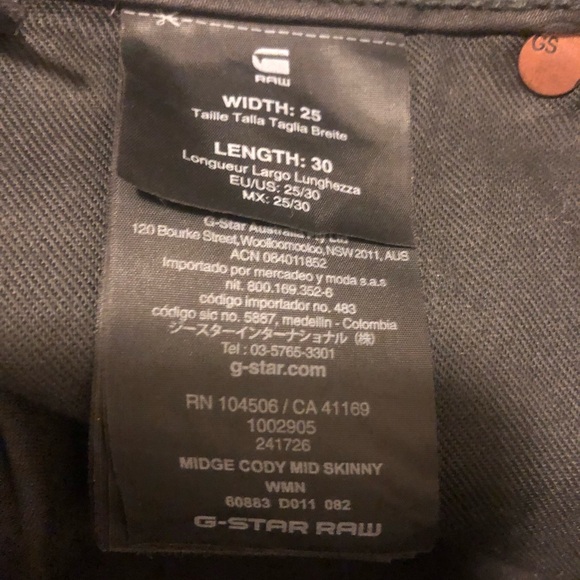 RAW
WIDTH: 25
Taille Talla Taglia Breite
LENGTH: 30
Longueur Largo Lunghezza
EU/US: 25/30
MX: 25/30
G-Star Australia Pty Ltd
120 Bourke Street, Woolloomooloo, NSW 2011, AUS
ACN 084011852
Importado por mercadeo y moda s.a.s
nit. 800.169.352-6
código importador no. 483
código sic no. 5887, medellin - Colombia
ジースターインターナショナル（株）
Tel : 03-5765-3301
g-star.com
RN 104506 / CA 41169
1002905
241726
MIDGE CODY MID SKINNY
WMN
60883 D011 082
G-STAR RAW
GS